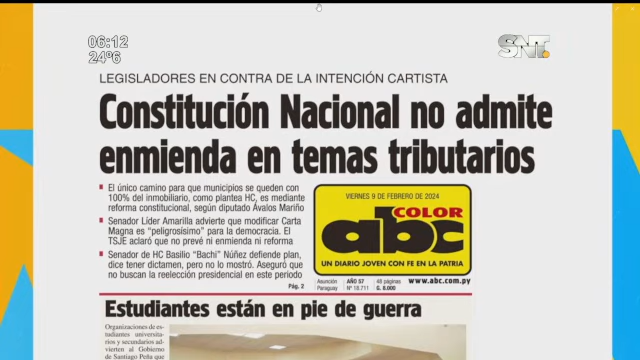 06:12
24°6
SNT
LEGISLADORES EN CONTRA DE LA INTENCIÓN CARTISTA
Constitución Nacional no admite
enmienda en temas tributarios
El único camino para que municipios se queden con
100% del inmobiliario, como plantea HC, es mediante
reforma constitucional, según diputado Ávalos Mariño
Senador Líder Amarilla advierte que modificar Carta
Magna es “peligrosísimo” para la democracia. El
TSJE aclaró que no prevé ni enmienda ni reforma
Senador de HC Basilio “Bachi” Núñez defiende plan,
dice tener dictamen, pero no lo mostró. Aseguró que
no buscan la reelección presidencial en este periodo
Pág. 2
VIERNES 9 DE FEBRERO DE 2024
abc COLOR
UN DIARIO JOVEN CON FE EN LA PATRIA
Asunción
Paraguay
AÑO 57
N° 18.711
48 páginas
G. 8.000
www.abc.com.py
Estudiantes están en pie de guerra
Organizaciones de es-
tudiantes universita-
rios y secundarios ad-
vierten al Gobierno
de Santiago Peña que